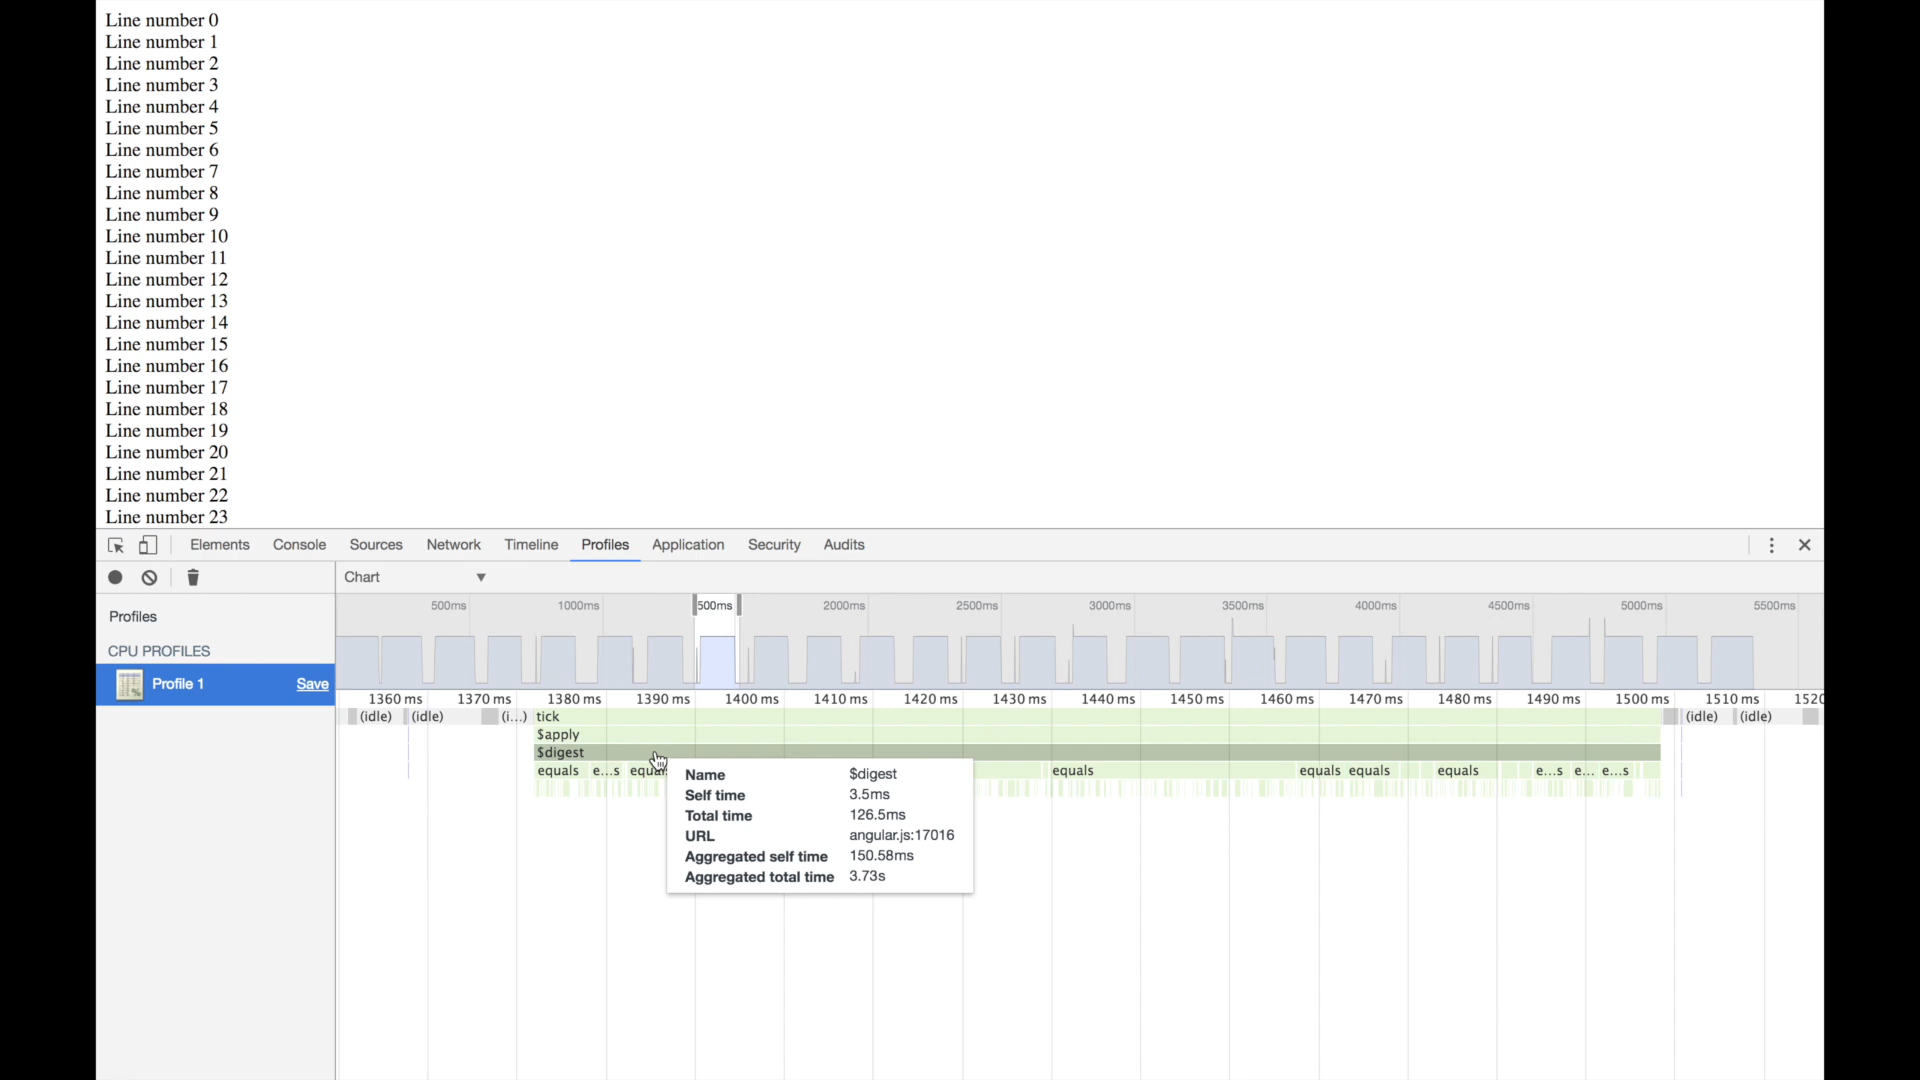 Line number 0
Line number 1
Line number 2
Line number 3
Line number 4
Line number 5
Line number 6
Line number 7
Line number 8
Line number 9
Line number 10
Line number 11
Line number 12
Line number 13
Line number 14
Line number 15
Line number 16
Line number 17
Line number 18
Line number 19
Line number 20
Line number 21
Line number 22
Line number 23
Elements Console Sources Network Timeline Profiles Application Security Audits
Chart
Profiles
CPU PROFILES
Profile 1 Save
500ms 1000ms 500ms 2000ms 2500ms 3000ms 3500ms 4000ms 4500ms 5000ms 5500ms
1360 ms 1370 ms 1380 ms 1390 ms 1400 ms 1410 ms 1420 ms 1430 ms 1440 ms 1450 ms 1460 ms 1470 ms 1480 ms 1490 ms 1500 ms 1510 ms 1520
(idle) (idle) (i...) tick (idle) (idle)
$apply
$digest
equals e...s equals equals equals equals equals e...s e... e...s
Name $digest
Self time 3.5ms
Total time 126.5ms
URL angular.js:17016
Aggregated self time 150.58ms
Aggregated total time 3.73s